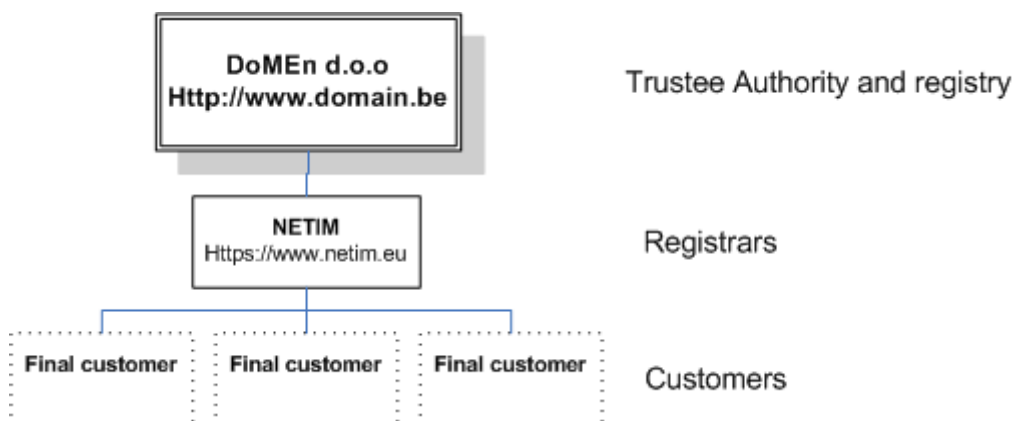 DoMEn d.o.o
Http://www.domain.be
Trustee Authority and registry
NETIM
Https://www.netim.eu
Registrars
Final customer
Final customer
Final customer
Customers